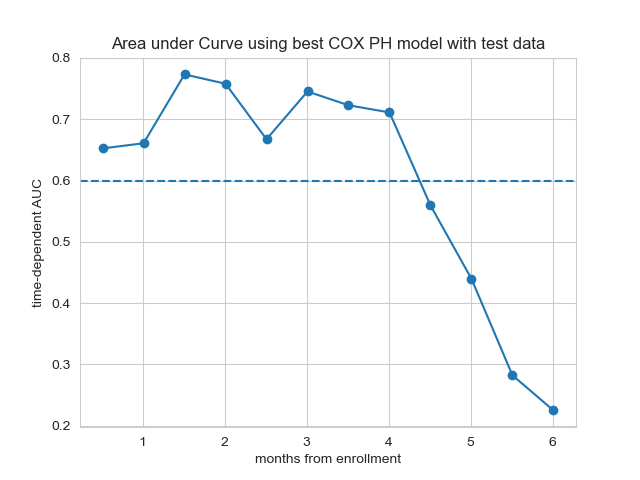 Area under Curve using best COX PH model with test data
time-dependent AUC
0.8
0.7
0.6
0.5
0.4
0.3
0.2
1 2 3 4 5 6
months from enrollment